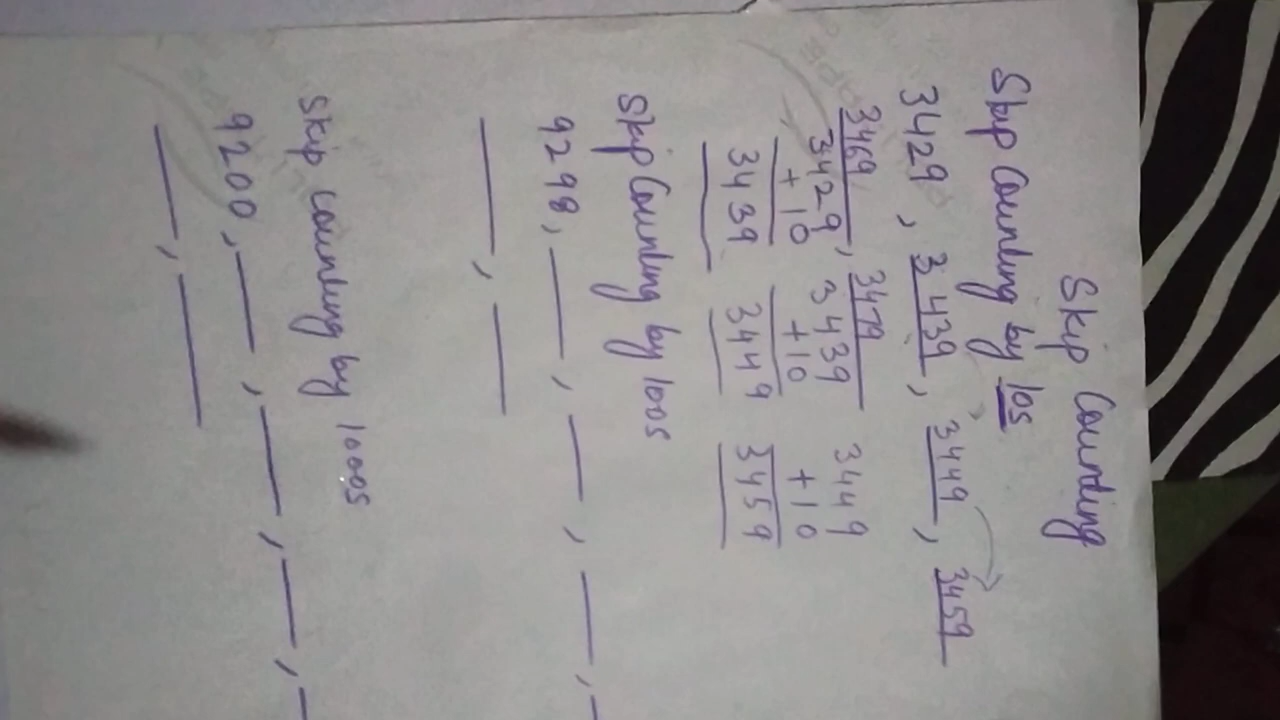 Skip Counting
Skip Counting by 10s
3429, 3439, 3449, 3459
3469, 3479
3429 3439 3449
+10 +10 +10
3439 3449 3459
Skip Counting by 100s
9298, ___, ___, ___, ___
___, ___
Skip Counting by 1000s
9200, ___, ___, ___, ___
___, ___